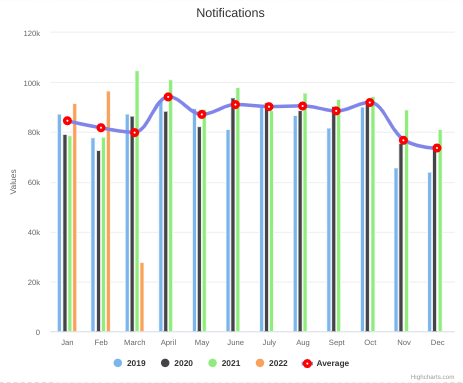 Notifications
Values
120k
100k
80k
60k
40k
20k
0
Jan Feb March April May June July Aug Sept Oct Nov Dec
2019 2020 2021 2022 Average
Highcharts.com